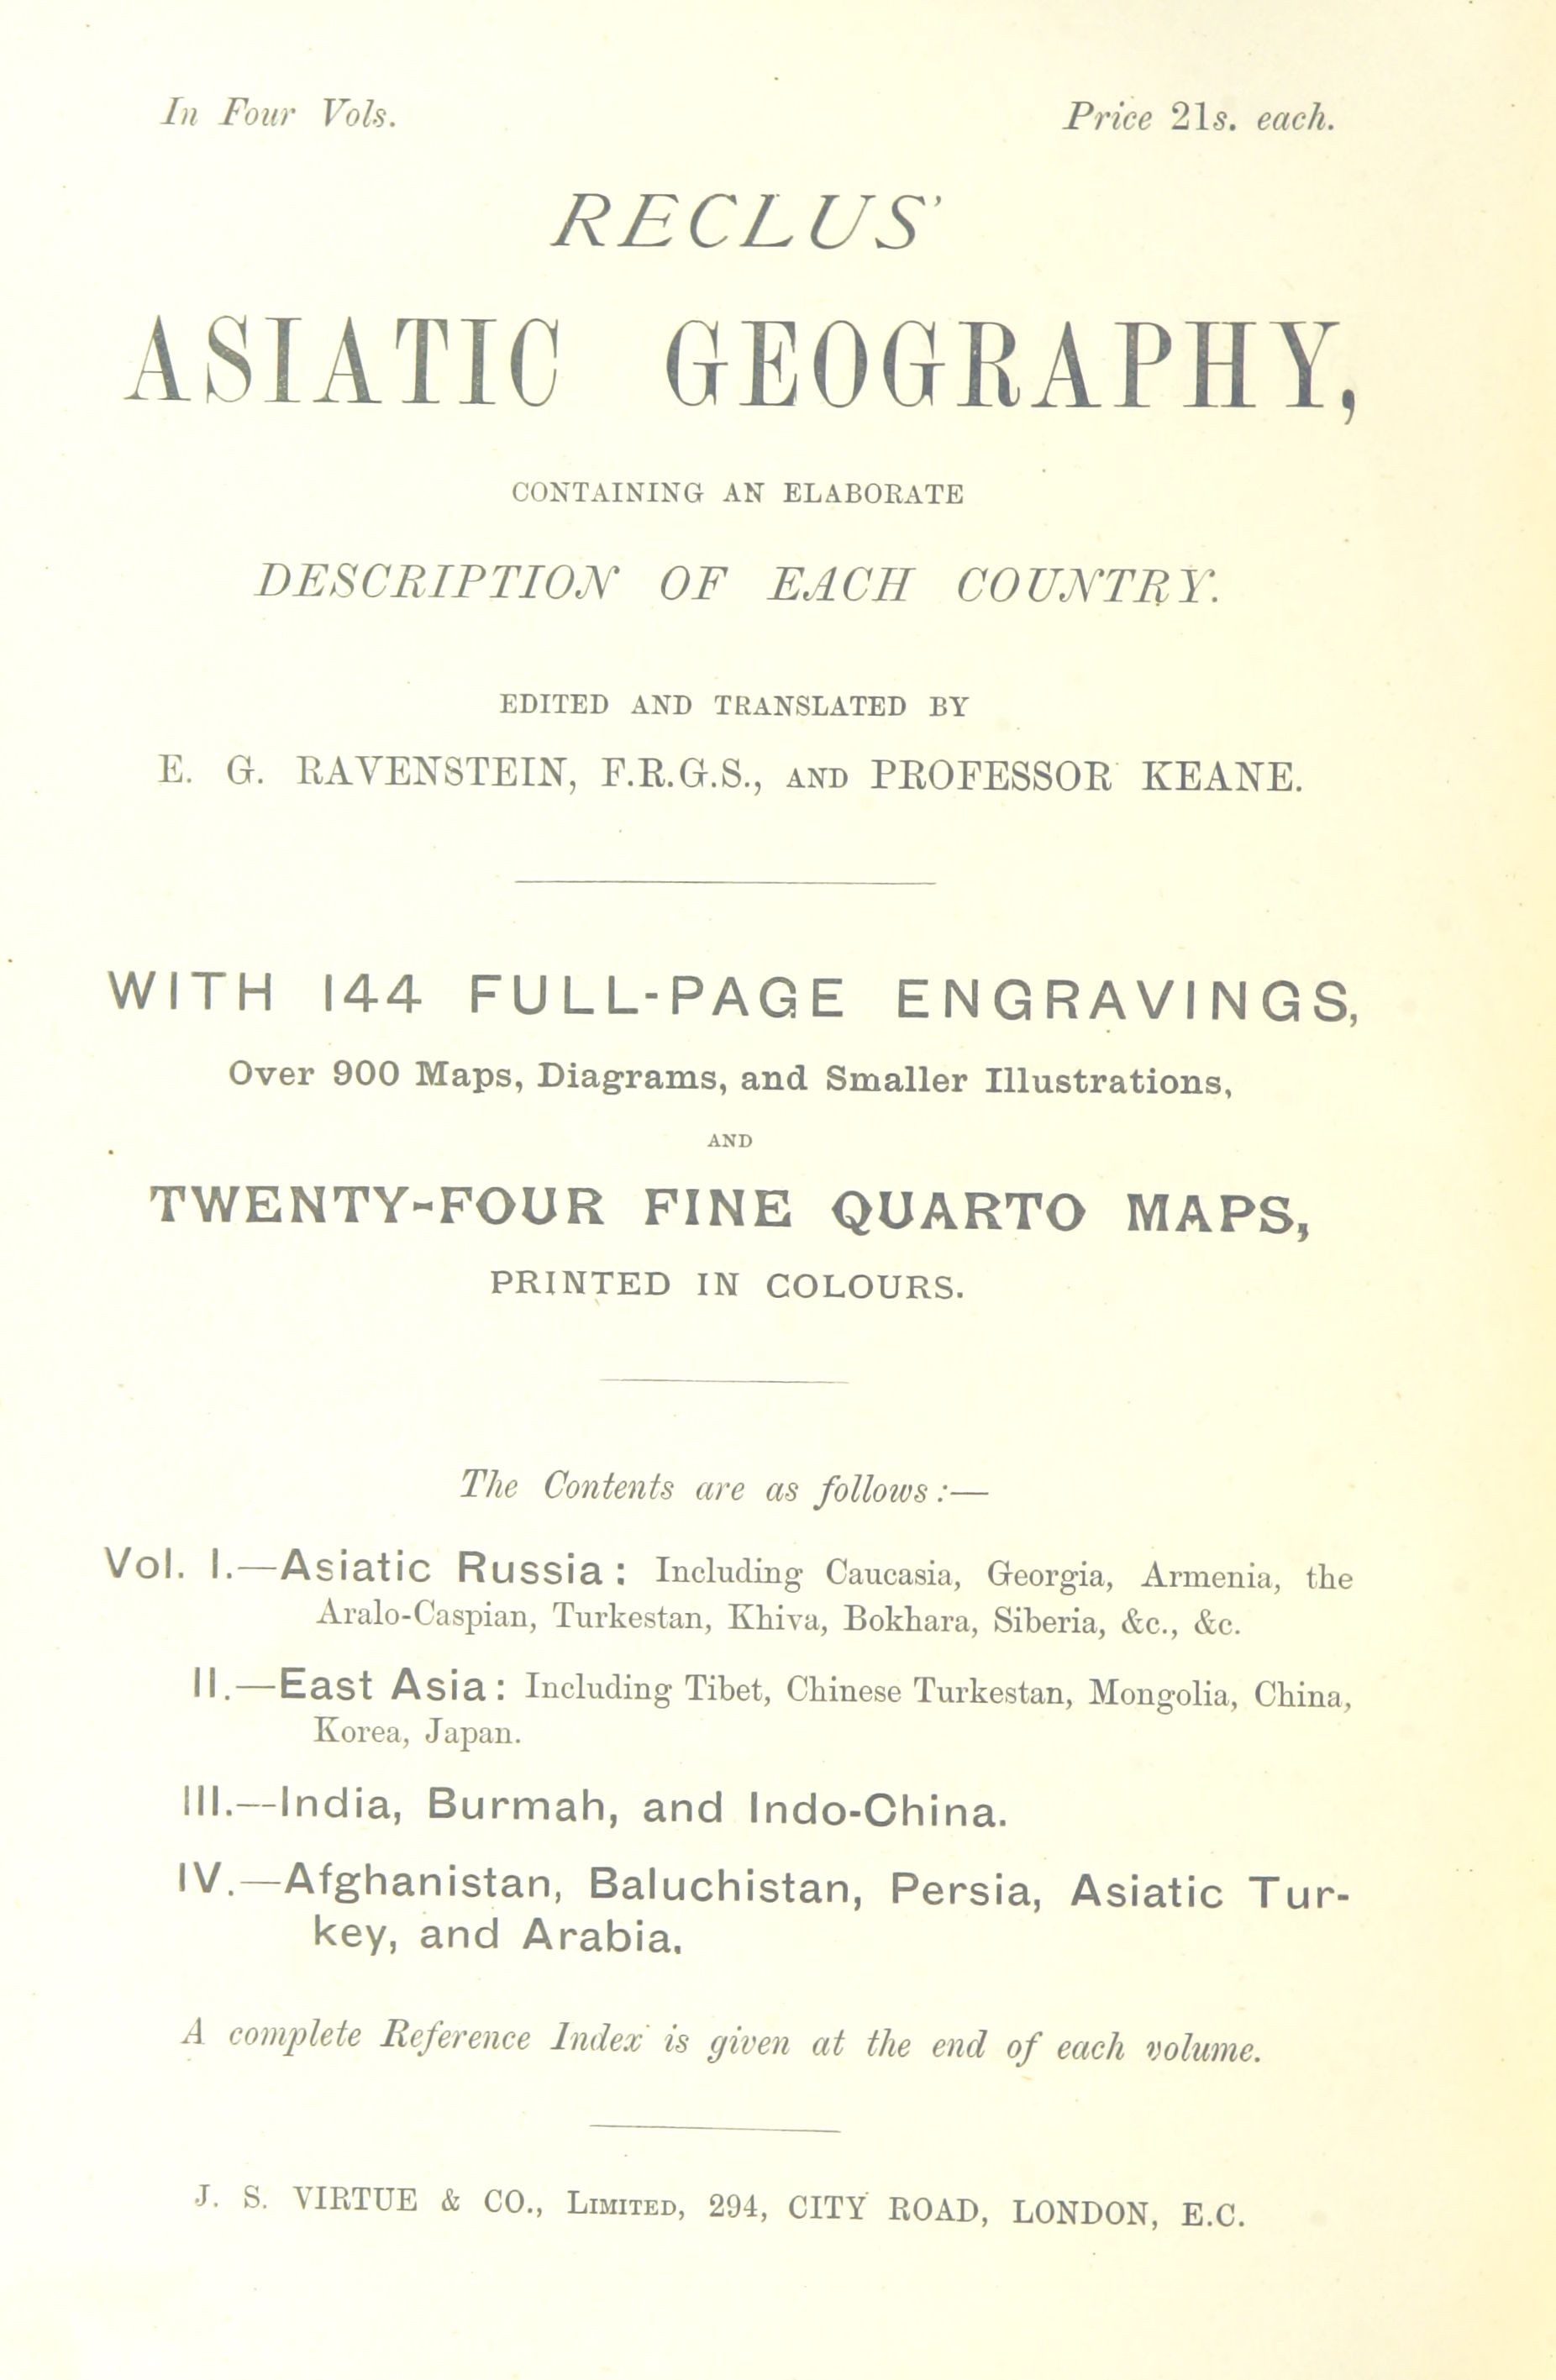 In Four Vols. Price 21s. each.
RECLUS'
ASIATIC GEOGRAPHY,
CONTAINING AN ELABORATE
DESCRIPTION OF EACH COUNTRY.
EDITED AND TRANSLATED BY
E. G. RAVENSTEIN, F.R.G.S., AND PROFESSOR KEANE.
WITH 144 FULL-PAGE ENGRAVINGS,
Over 900 Maps, Diagrams, and Smaller Illustrations,
AND
TWENTY-FOUR FINE QUARTO MAPS,
PRINTED IN COLOURS.
The Contents are as follows:—
Vol. I.—Asiatic Russia: Including Caucasia, Georgia, Armenia, the
Aralo-Caspian, Turkestan, Khiva, Bokhara, Siberia, &c., &c.
II.—East Asia: Including Tibet, Chinese Turkestan, Mongolia, China,
Korea, Japan.
III.—India, Burmah, and Indo-China.
IV.—Afghanistan, Baluchistan, Persia, Asiatic Tur-
key, and Arabia.
A complete Reference Index is given at the end of each volume.
J. S. VIRTUE & CO., LIMITED, 294, CITY ROAD, LONDON, E.C.